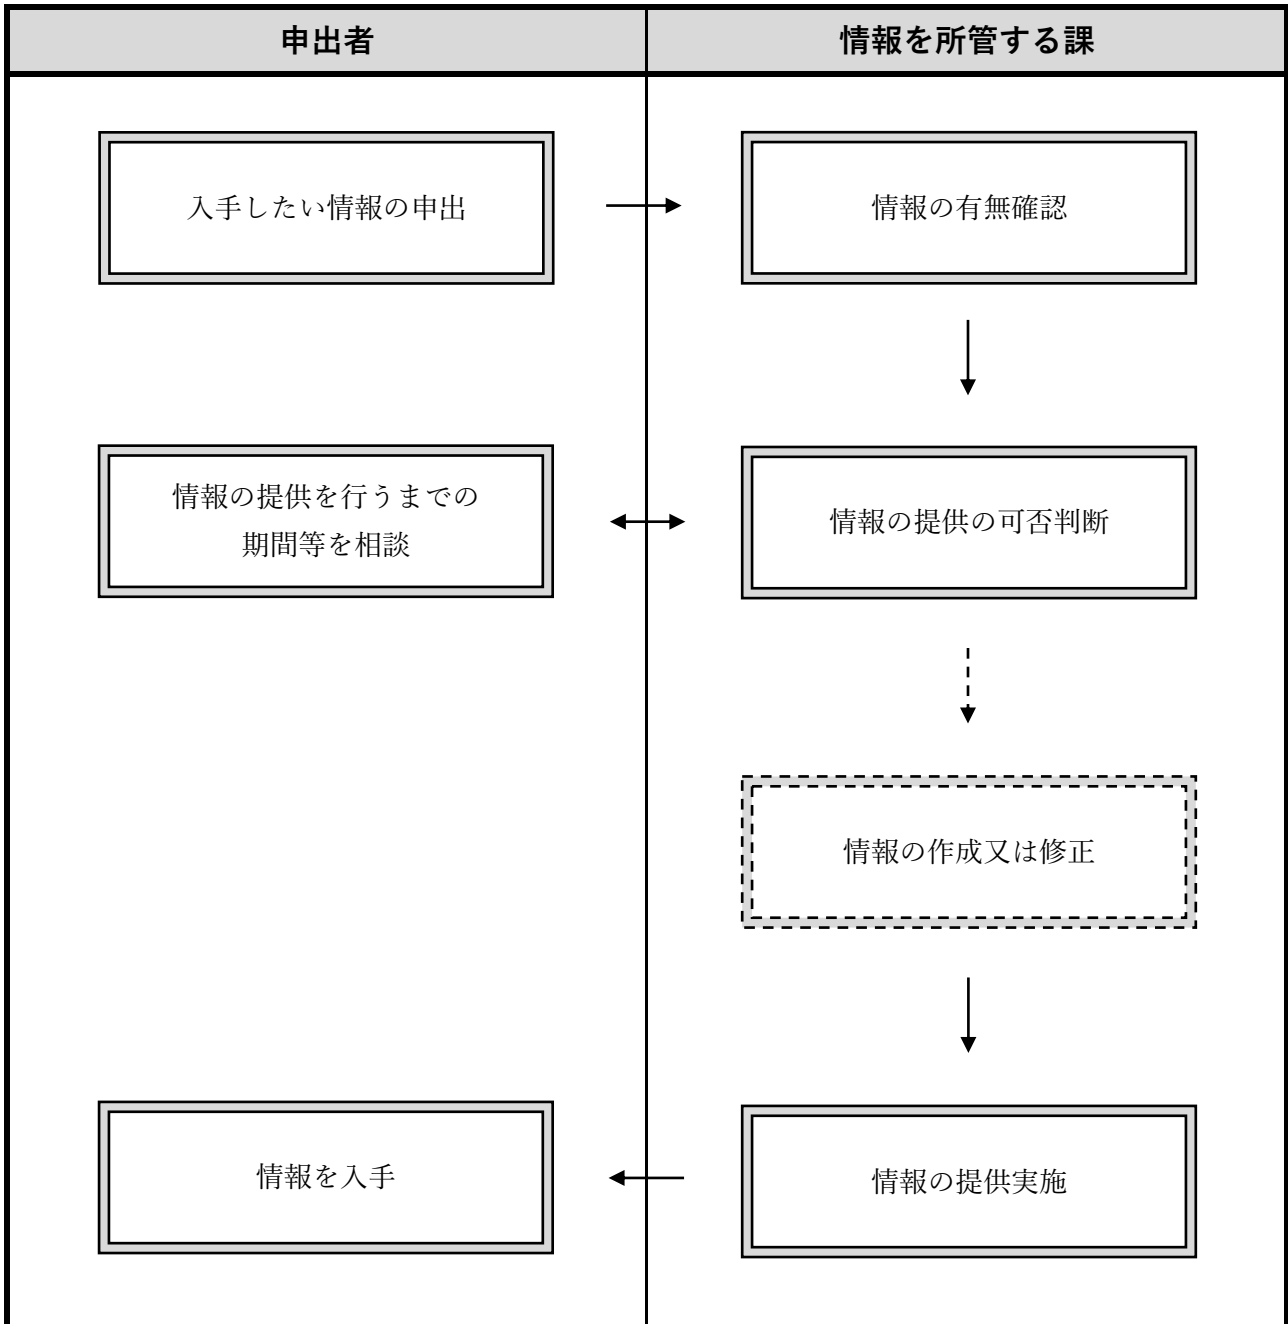 申出者
情報を所管する課
入手したい情報の申出
情報の有無確認
情報の提供を行うまでの
期間等を相談
情報の提供の可否判断
情報の作成又は修正
情報を入手
情報の提供実施